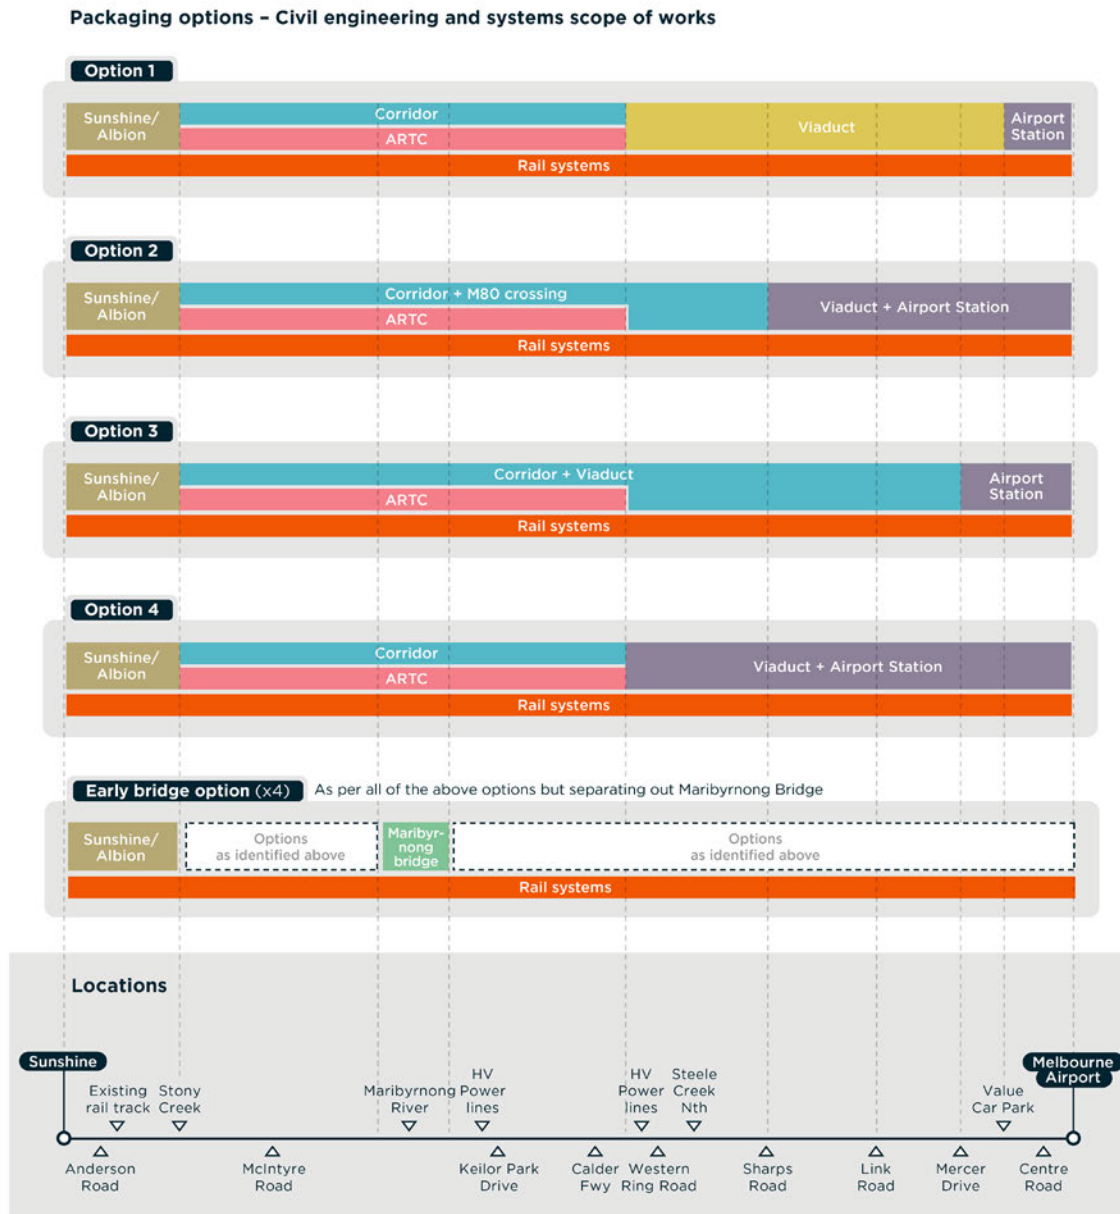 Packaging options – Civil engineering and systems scope of works
Option 1
Sunshine/
Albion
Corridor
ARTC
Viaduct
Airport
Station
Rail systems
Option 2
Sunshine/
Albion
Corridor + M80 crossing
ARTC
Viaduct + Airport Station
Rail systems
Option 3
Sunshine/
Albion
Corridor + Viaduct
ARTC
Airport
Station
Rail systems
Option 4
Sunshine/
Albion
Corridor
ARTC
Viaduct + Airport Station
Rail systems
Early bridge option (x4) As per all of the above options but separating out Maribyrnong Bridge
Sunshine/
Albion
Options
as identified above
Maribyr-
nong
bridge
Options
as identified above
Rail systems
Locations
Sunshine
Melbourne
Airport
Existing
rail track
Stony
Creek
Maribyrnong
River
HV
Power
lines
HV
Power
lines
Steele
Creek
Nth
Value
Car Park
Anderson
Road
McIntyre
Road
Keilor Park
Drive
Calder
Fwy
Western
Ring Road
Sharps
Road
Link
Road
Mercer
Drive
Centre
Road